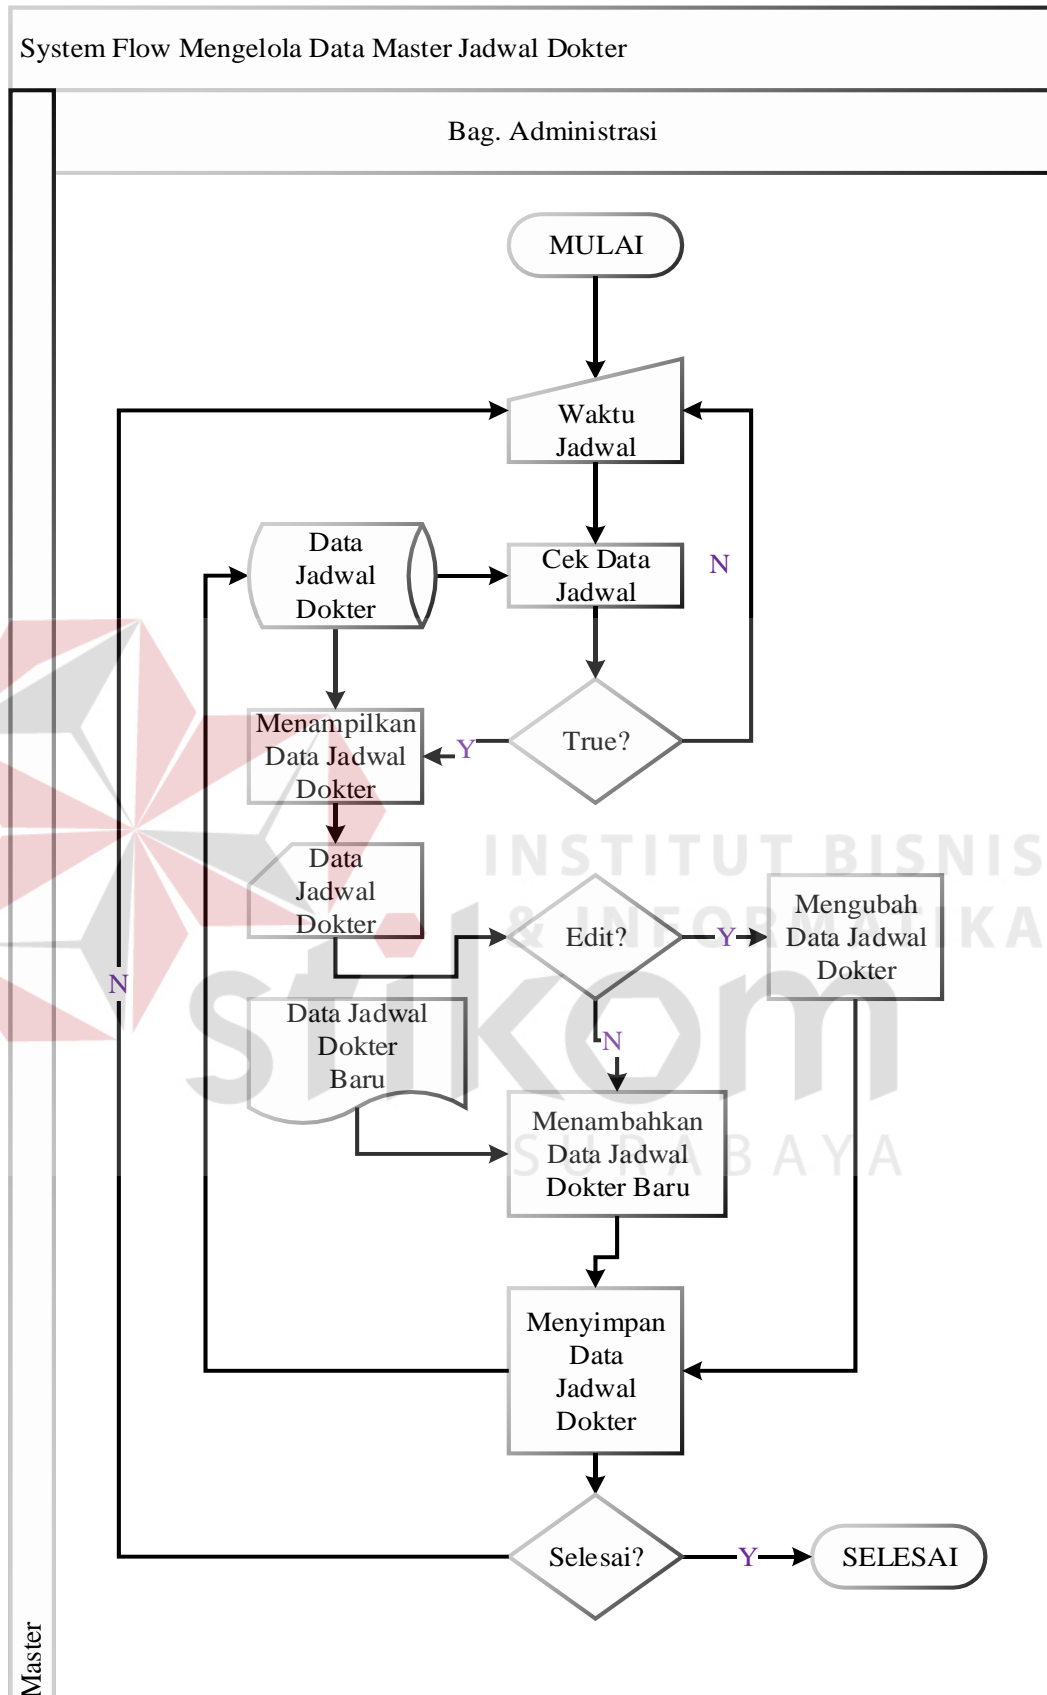 System Flow Mengelola Data Master Jadwal Dokter
Bag. Administrasi
MULAI
Waktu
Jadwal
Data
Jadwal
Dokter
Cek Data
Jadwal
N
Menampilkan
Data Jadwal
Dokter
Y
True?
INSTITUT BISNIS
& INFORMATIKA
stikom
SURABAYA
Data
Jadwal
Dokter
Edit?
Y
Mengubah
Data Jadwal
Dokter
N
Data Jadwal
Dokter
Baru
N
Menambahkan
Data Jadwal
Dokter Baru
Menyimpan
Data
Jadwal
Dokter
Selesai?
Y
SELESAI
Master